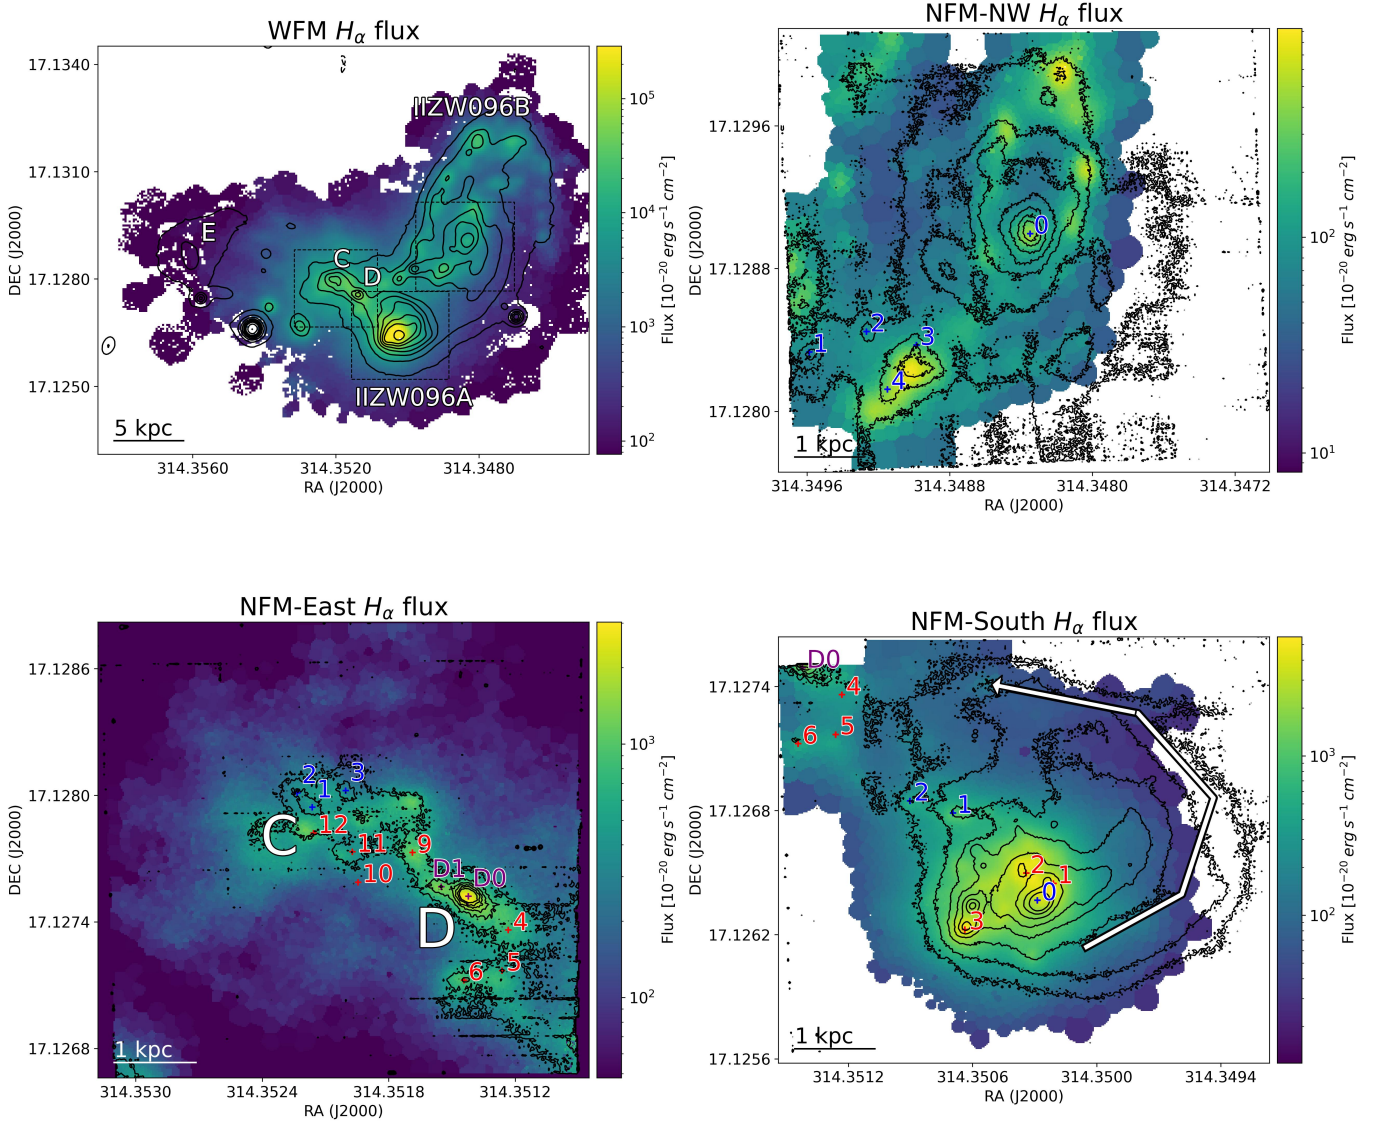 WFM Hα flux
17.1340
17.1310
17.1280
17.1250
DEC (J2000)
IIZW096B
E
C
D
IIZW096A
5 kpc
314.3560
314.3520
314.3480
RA (J2000)
10^5
10^4
10^3
10^2
Flux [10^-20 erg s^-1 cm^-2]
NFM-NW Hα flux
17.1296
17.1288
17.1280
DEC (J2000)
0
2
1
3
4
1 kpc
314.3496
314.3488
314.3480
314.3472
RA (J2000)
10^2
10^1
Flux [10^-20 erg s^-1 cm^-2]
NFM-East Hα flux
17.1286
17.1280
17.1274
17.1268
DEC (J2000)
2
1
3
12
C
11
9
10
D1
D0
D
4
5
6
1 kpc
314.3530
314.3524
314.3518
314.3512
RA (J2000)
10^3
10^2
Flux [10^-20 erg s^-1 cm^-2]
NFM-South Hα flux
17.1274
17.1268
17.1262
17.1256
DEC (J2000)
D0
4
5
6
2
1
2
1
0
3
1 kpc
314.3512
314.3506
314.3500
314.3494
RA (J2000)
10^3
10^2
Flux [10^-20 erg s^-1 cm^-2]